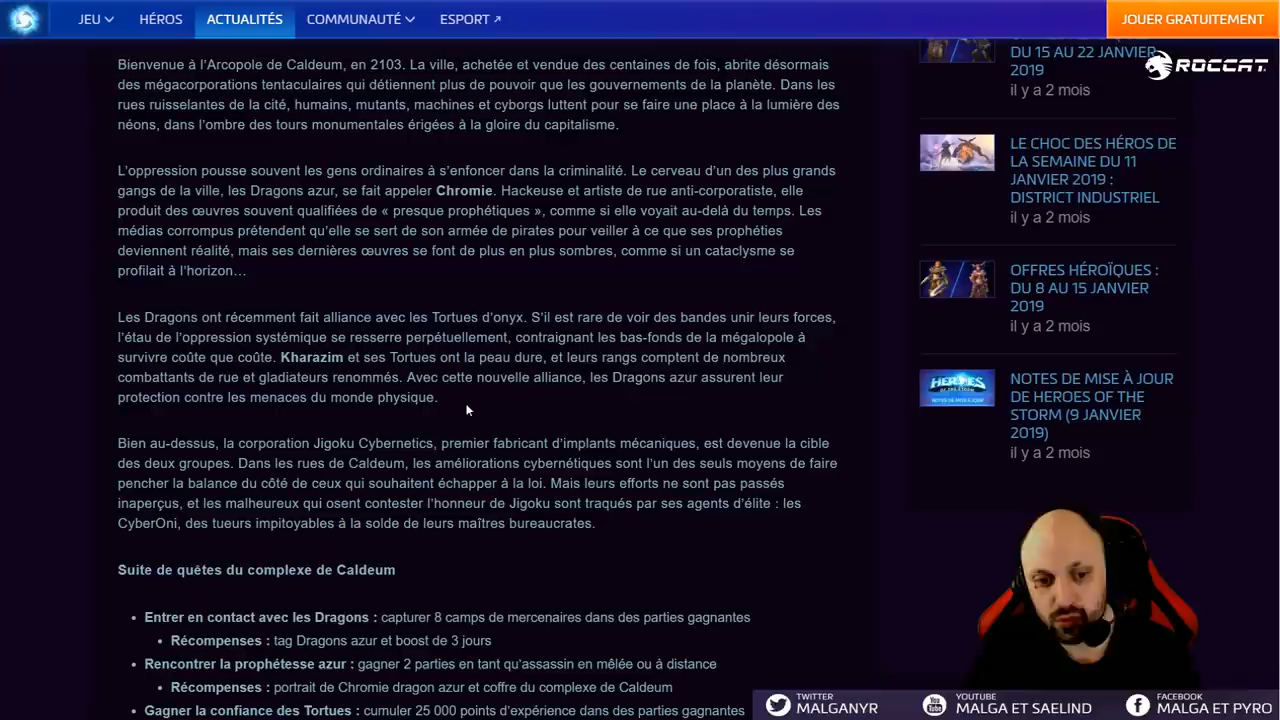 JEU
HÉROS
ACTUALITÉS
COMMUNAUTÉ
ESPORT
JOUER GRATUITEMENT
Bienvenue à l'Arcopole de Caldeum, en 2103. La ville, achetée et vendue des centaines de fois, abrite désormais
des mégacorporations tentaculaires qui détiennent plus de pouvoir que les gouvernements de la planète. Dans les
rues ruisselantes de la cité, humains, mutants, machines et cyborgs luttent pour se faire une place à la lumière des
néons, dans l'ombre des tours monumentales érigées à la gloire du capitalisme.
L'oppression pousse souvent les gens ordinaires à s'enfoncer dans la criminalité. Le cerveau d'un des plus grands
gangs de la ville, les Dragons azur, se fait appeler Chromie. Hackeuse et artiste de rue anti-corporatiste, elle
produit des œuvres souvent qualifiées de « presque prophétiques », comme si elle voyait au-delà du temps. Les
médias corrompus prétendent qu'elle se sert de son armée de pirates pour veiller à ce que ses prophéties
deviennent réalité, mais ses dernières œuvres se font de plus en plus sombres, comme si un cataclysme se
profilait à l'horizon…
Les Dragons ont récemment fait alliance avec les Tortues d'onyx. S'il est rare de voir des bandes unir leurs forces,
l'étau de l'oppression systémique se resserre perpétuellement, contraignant les bas-fonds de la mégalopole à
survivre coûte que coûte. Kharazim et ses Tortues ont la peau dure, et leurs rangs comptent de nombreux
combattants de rue et gladiateurs renommés. Avec cette nouvelle alliance, les Dragons azur assurent leur
protection contre les menaces du monde physique.
Bien au-dessus, la corporation Jigoku Cybernetics, premier fabricant d'implants mécaniques, est devenue la cible
des deux groupes. Dans les rues de Caldeum, les améliorations cybernétiques sont l'un des seuls moyens de faire
pencher la balance du côté de ceux qui souhaitent échapper à la loi. Mais leurs efforts ne sont pas passés
inaperçus, et les malheureux qui osent contester l'honneur de Jigoku sont traqués par ses agents d'élite : les
CyberOni, des tueurs impitoyables à la solde de leurs maîtres bureaucrates.
Suite de quêtes du complexe de Caldeum
• Entrer en contact avec les Dragons : capturer 8 camps de mercenaires dans des parties gagnantes
• Récompenses : tag Dragons azur et boost de 3 jours
• Rencontrer la prophétesse azur : gagner 2 parties en tant qu'assassin en mêlée ou à distance
• Récompenses : portrait de Chromie dragon azur et coffre du complexe de Caldeum
• Gagner la confiance des Tortues : cumuler 25 000 points d'expérience dans des parties gagnantes
DU 15 AU 22 JANVIER
2019
il y a 2 mois
ROCCAT
LE CHOC DES HÉROS DE
LA SEMAINE DU 11
JANVIER 2019 :
DISTRICT INDUSTRIEL
il y a 2 mois
OFFRES HÉROÏQUES :
DU 8 AU 15 JANVIER
2019
il y a 2 mois
HEROES
NOTES DE MISE À JOUR
NOTES DE MISE À JOUR
DE HEROES OF THE
STORM (9 JANVIER
2019)
il y a 2 mois
TWITTER
MALGANYR
YOUTUBE
MALGA ET SAELIND
FACEBOOK
MALGA ET PYRO